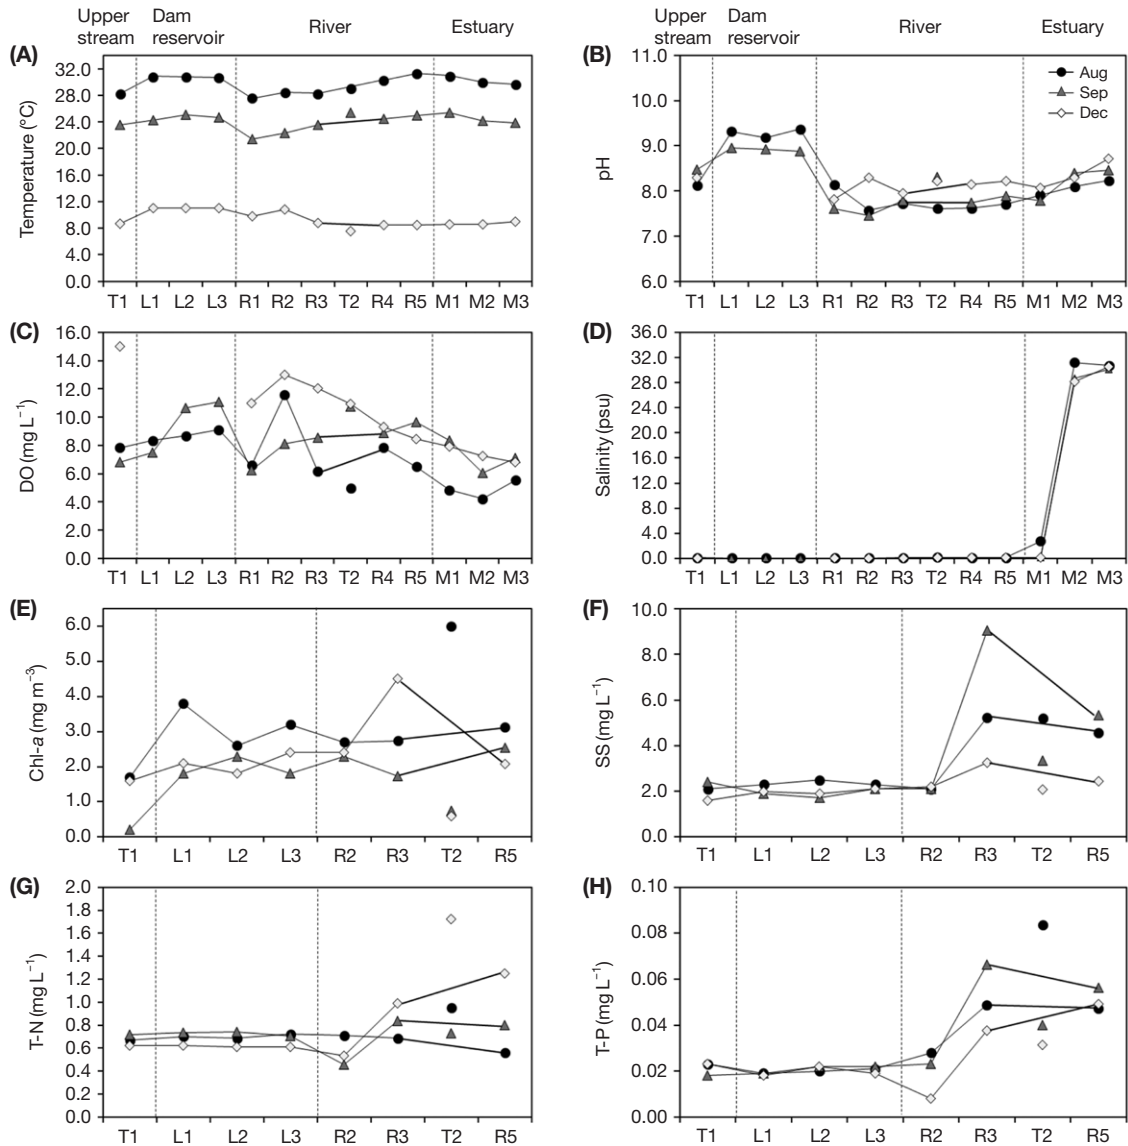 Upper stream Dam reservoir River Estuary
(A)
Temperature (°C)
32.0
28.0
24.0
20.0
16.0
12.0
8.0
4.0
0.0
T1 L1 L2 L3 R1 R2 R3 T2 R4 R5 M1 M2 M3
Upper stream Dam reservoir River Estuary
(B)
pH
11.0
10.0
9.0
8.0
7.0
6.0
Aug
Sep
Dec
T1 L1 L2 L3 R1 R2 R3 T2 R4 R5 M1 M2 M3
(C)
DO (mg L⁻¹)
16.0
14.0
12.0
10.0
8.0
6.0
4.0
2.0
0.0
T1 L1 L2 L3 R1 R2 R3 T2 R4 R5 M1 M2 M3
(D)
Salinity (psu)
36.0
32.0
28.0
24.0
20.0
16.0
12.0
8.0
4.0
0.0
T1 L1 L2 L3 R1 R2 R3 T2 R4 R5 M1 M2 M3
(E)
Chl-a (mg m⁻³)
6.0
5.0
4.0
3.0
2.0
1.0
0.0
T1 L1 L2 L3 R2 R3 T2 R5
(F)
SS (mg L⁻¹)
10.0
8.0
6.0
4.0
2.0
0.0
T1 L1 L2 L3 R2 R3 T2 R5
(G)
T-N (mg L⁻¹)
2.0
1.8
1.6
1.4
1.2
1.0
0.8
0.6
0.4
0.2
0.0
T1 L1 L2 L3 R2 R3 T2 R5
(H)
T-P (mg L⁻¹)
0.10
0.08
0.06
0.04
0.02
0.00
T1 L1 L2 L3 R2 R3 T2 R5